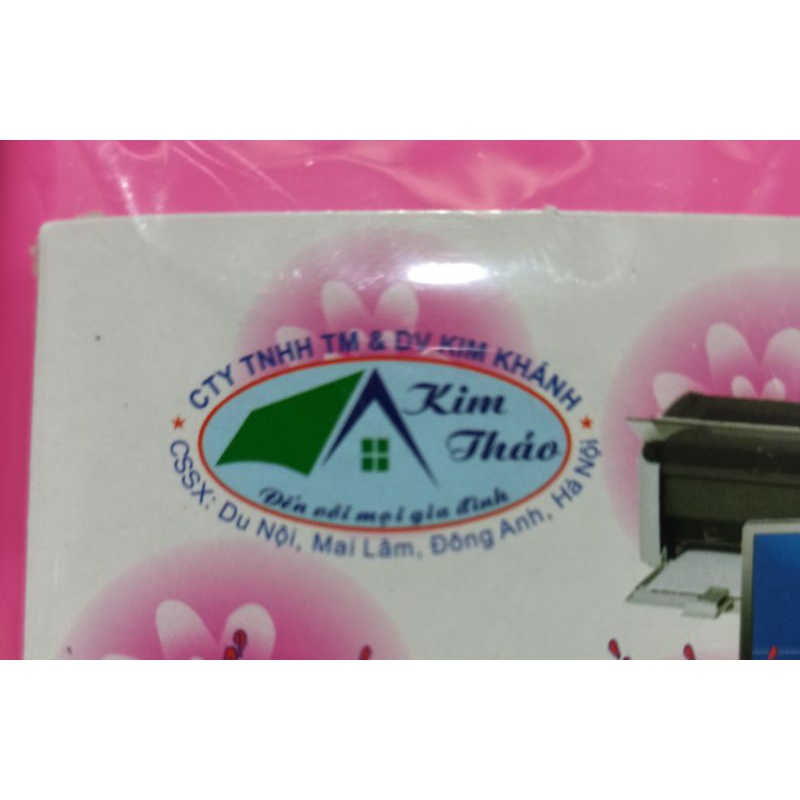 CTY TNHH TM & DV KIM KHÁNH
Kim
Thảo
Đến với mọi gia đình
CSSX: Du Nội, Mai Lâm, Đông Anh, Hà Nội